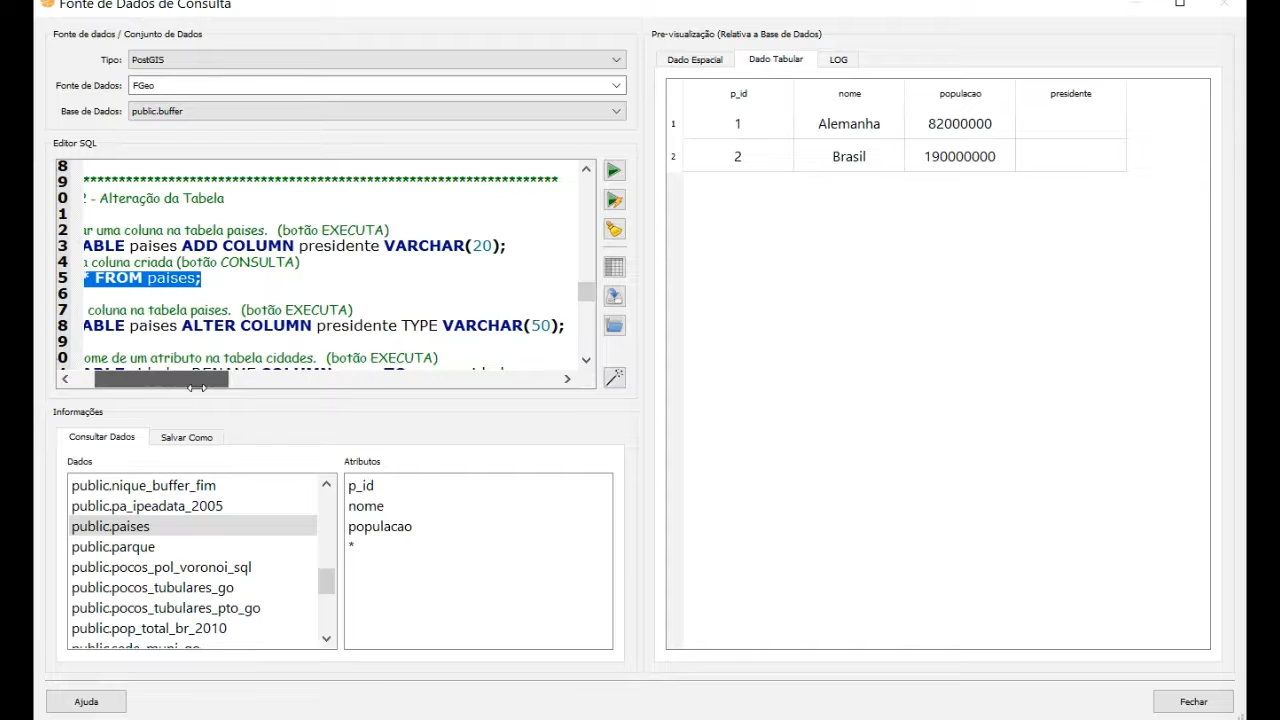 Fonte de Dados de Consulta
Fonte de dados / Conjunto de Dados
Tipo: PostGIS
Fonte de Dados: FGeo
Base de Dados: public.buffer
Editor SQL
8
9 ******************************************************************
0 2 - Alteração da Tabela
1
2 ar uma coluna na tabela paises. (botão EXECUTA)
3 ABLE paises ADD COLUMN presidente VARCHAR(20);
4 a coluna criada (botão CONSULTA)
5 * FROM paises;
6
7 coluna na tabela paises. (botão EXECUTA)
8 ABLE paises ALTER COLUMN presidente TYPE VARCHAR(50);
9
0 ome de um atributo na tabela cidades. (botão EXECUTA)
Informações
Consultar Dados Salvar Como
Dados Atributos
public.nique_buffer_fim p_id
public.pa_ipeadata_2005 nome
public.paises populacao
public.parque *
public.pocos_pol_voronoi_sql
public.pocos_tubulares_go
public.pocos_tubulares_pto_go
public.pop_total_br_2010
Pre-visualização (Relativa a Base de Dados)
Dado Espacial Dado Tabular LOG
p_id nome populacao presidente
1 1 Alemanha 82000000
2 2 Brasil 190000000
Ajuda Fechar